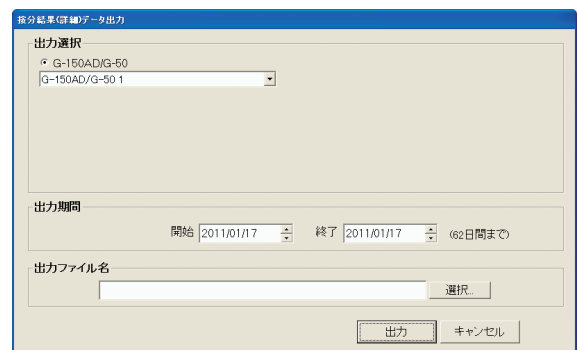 按分結果(詳細)データ出力
出力選択
G-150AD/G-50
G-150AD/G-50 1
出力期間
開始 2011/01/17 終了 2011/01/17 (62日間まで)
出力ファイル名
選択...
出力 キャンセル